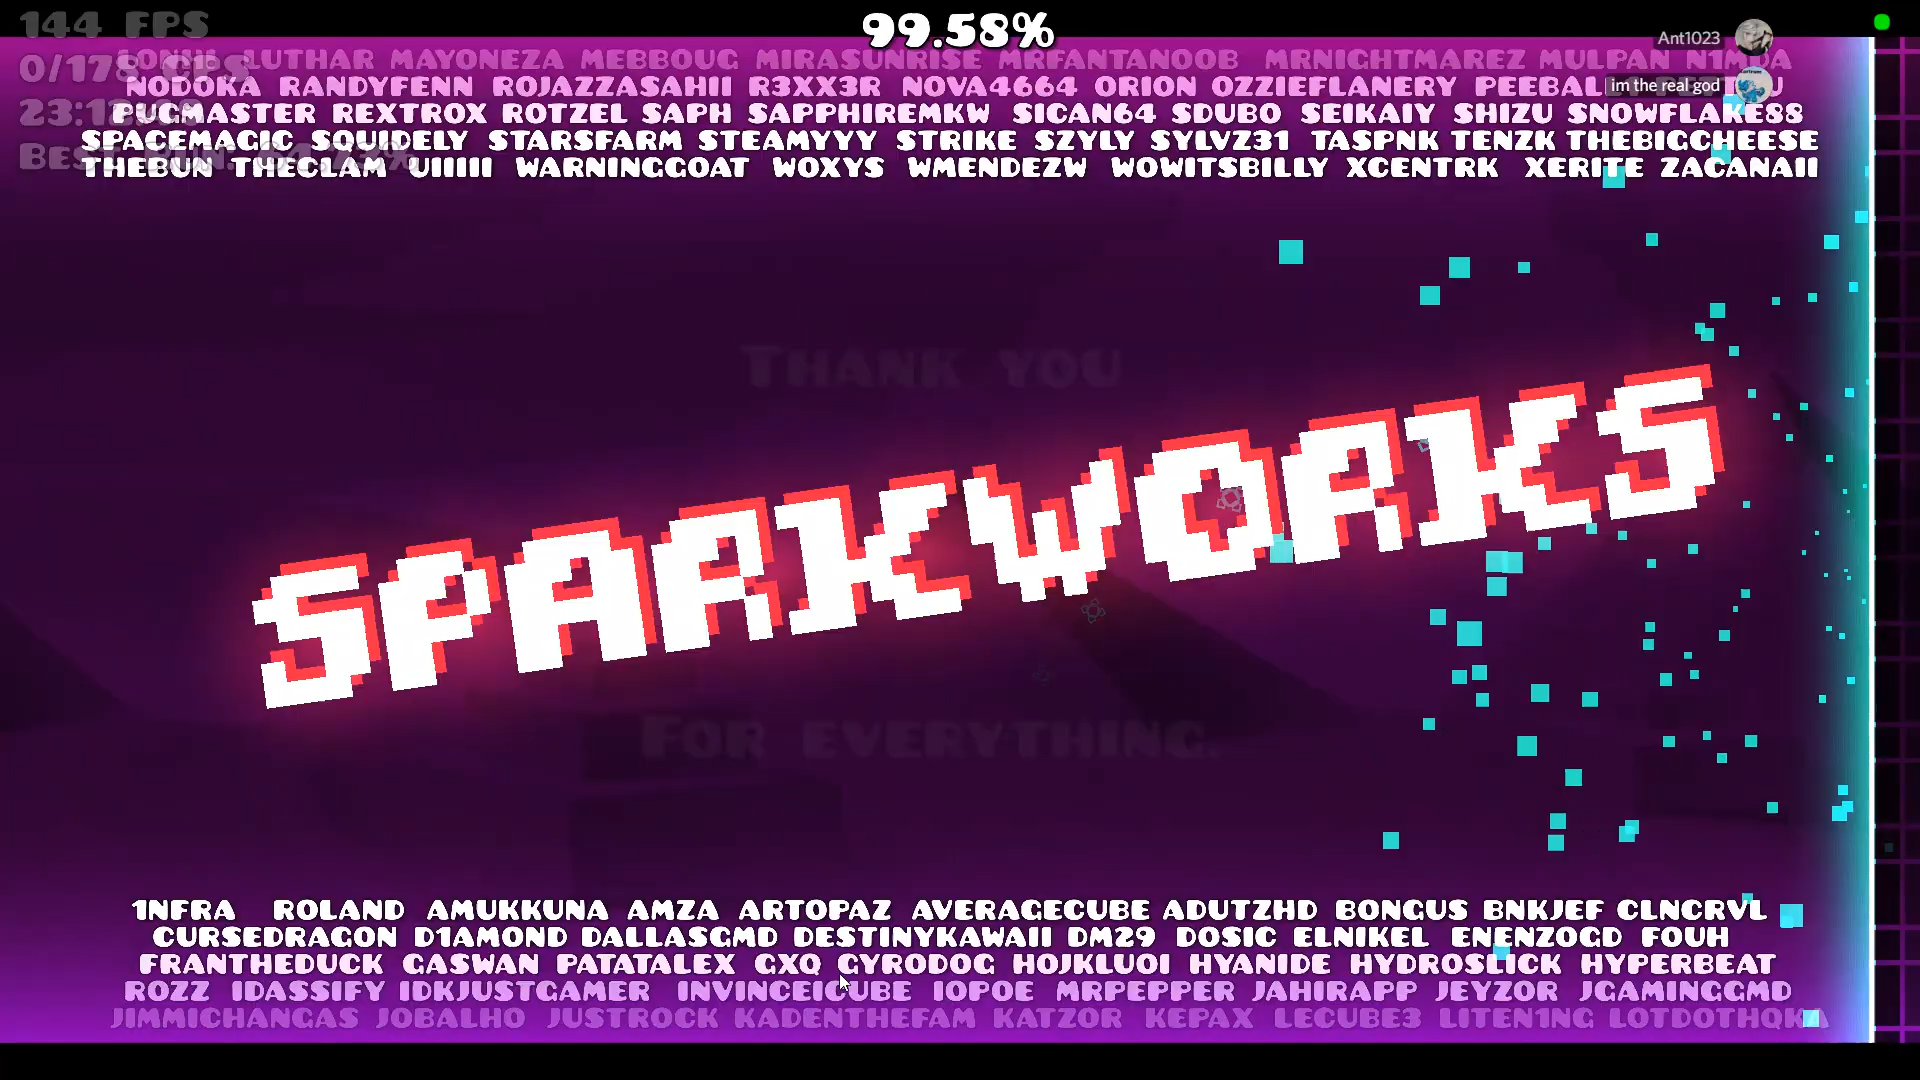 144 FPS
99.58%
Ant1023
0/178 CPS
LUTHAR MAYONEZA MEBBOUG MIRASUNRISE MRFANTANOOB MRNIGHTMAREZ MULPAN N1MDA
NODOKA RANDYFENN ROJAZZASAHII R3XX3R NOVA4664 ORION OZZIEFLANERY
im the real god
PUGMASTER REXTROX ROTZEL SAPH SAPPHIREMKW SICAN64 SDUBO SEIKAIY SHIZU SNOWFLAKE88
SPACEMAGIC SQUIDELY STARSFARM STEAMYYY STRIKE SZYLY SYLVZ31 TASPNK TENZK THEBIGCHEESE
THEBUN THECLAM UIIIIII WARNINGGOAT WOXYS WMENDEZW WOWITSBILLY XCENTRK XERITE ZACANAII
THANK YOU
SPARKWORKS
FOR EVERYTHING.
1NFRA ROLAND AMUKKUNA AMZA ARTOPAZ AVERAGECUBE ADUTZHD BONGUS BNKJEF CLNCRVL
CURSEDRAGON D1AMOND DALLASGMD DESTINYKAWAII DM29 DOSIC ELNIKEL ENENZOGD FOUH
FRANTHEDUCK GASWAN PATATALEX GXQ GYRODOG HOJKLUOI HYANIDE HYDROSLICK HYPERBEAT
ROZZ IDASSIFY IDKJUSTGAMER INVINCEICUBE IOPOE MRPEPPER JAHIRAPP JEYZOR JGAMINGGMD
JIMMICHANGAS JOBALHO JUSTROCK KADENTHEFAM KATZOR KEPAX LECUBE3 LITEN1NG